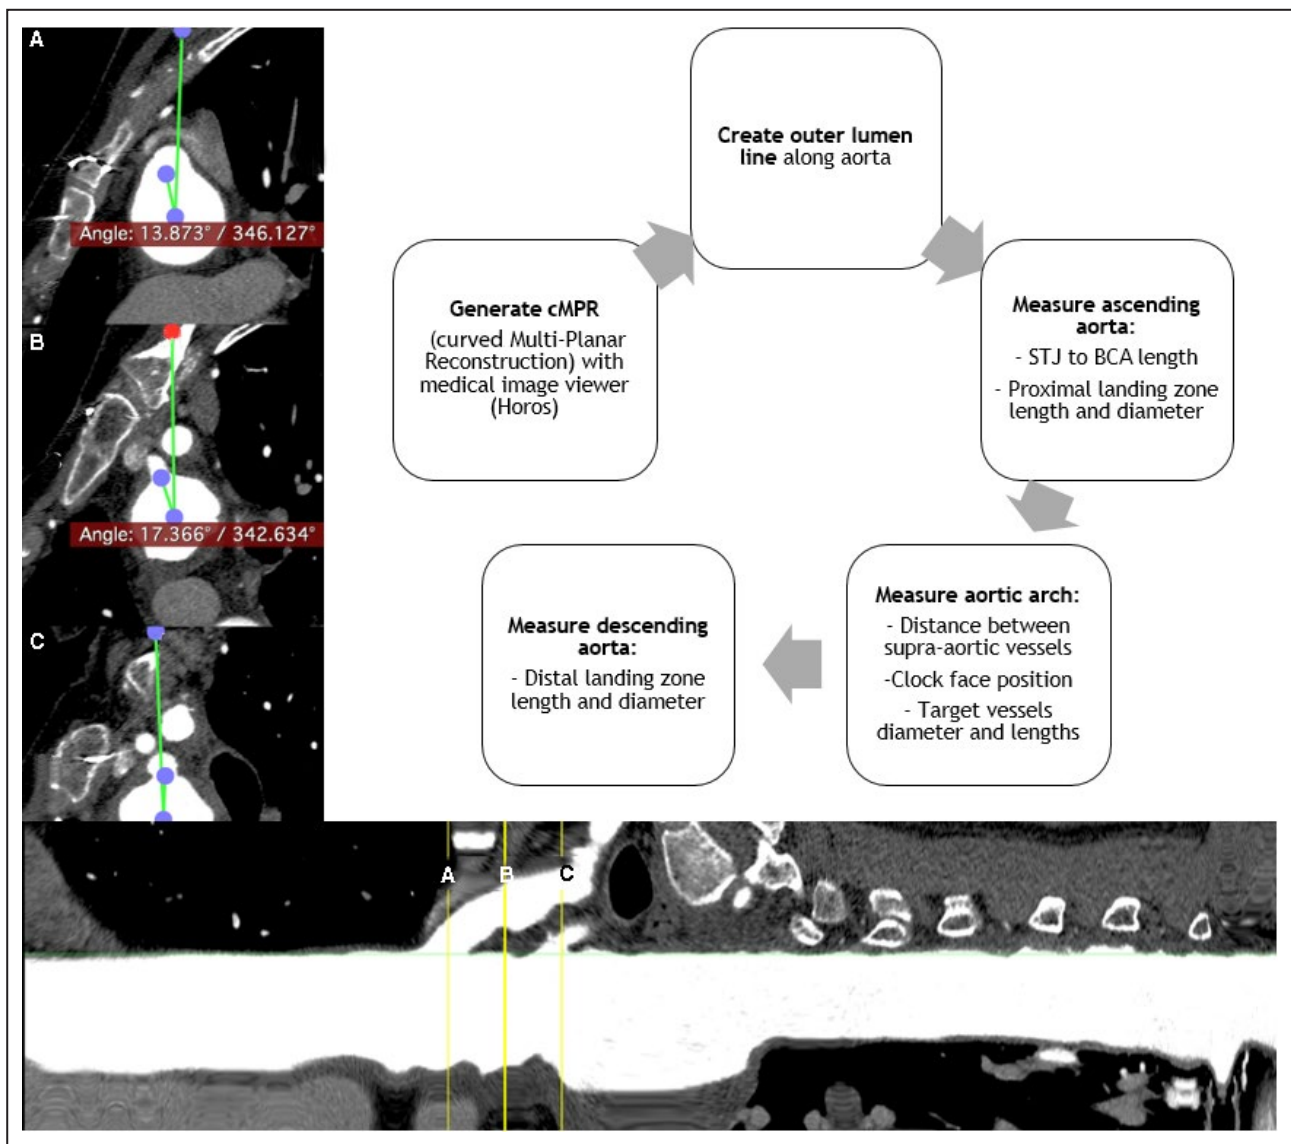 A
Angle: 13.873° / 346.127°
B
Angle: 17.366° / 342.634°
C
Create outer lumen
line along aorta
Generate cMPR
(curved Multi-Planar
Reconstruction) with
medical image viewer
(Horos)
Measure ascending
aorta:
- STJ to BCA length
- Proximal landing zone
length and diameter
Measure descending
aorta:
- Distal landing zone
length and diameter
Measure aortic arch:
- Distance between
supra-aortic vessels
-Clock face position
- Target vessels
diameter and lengths
A
B
C